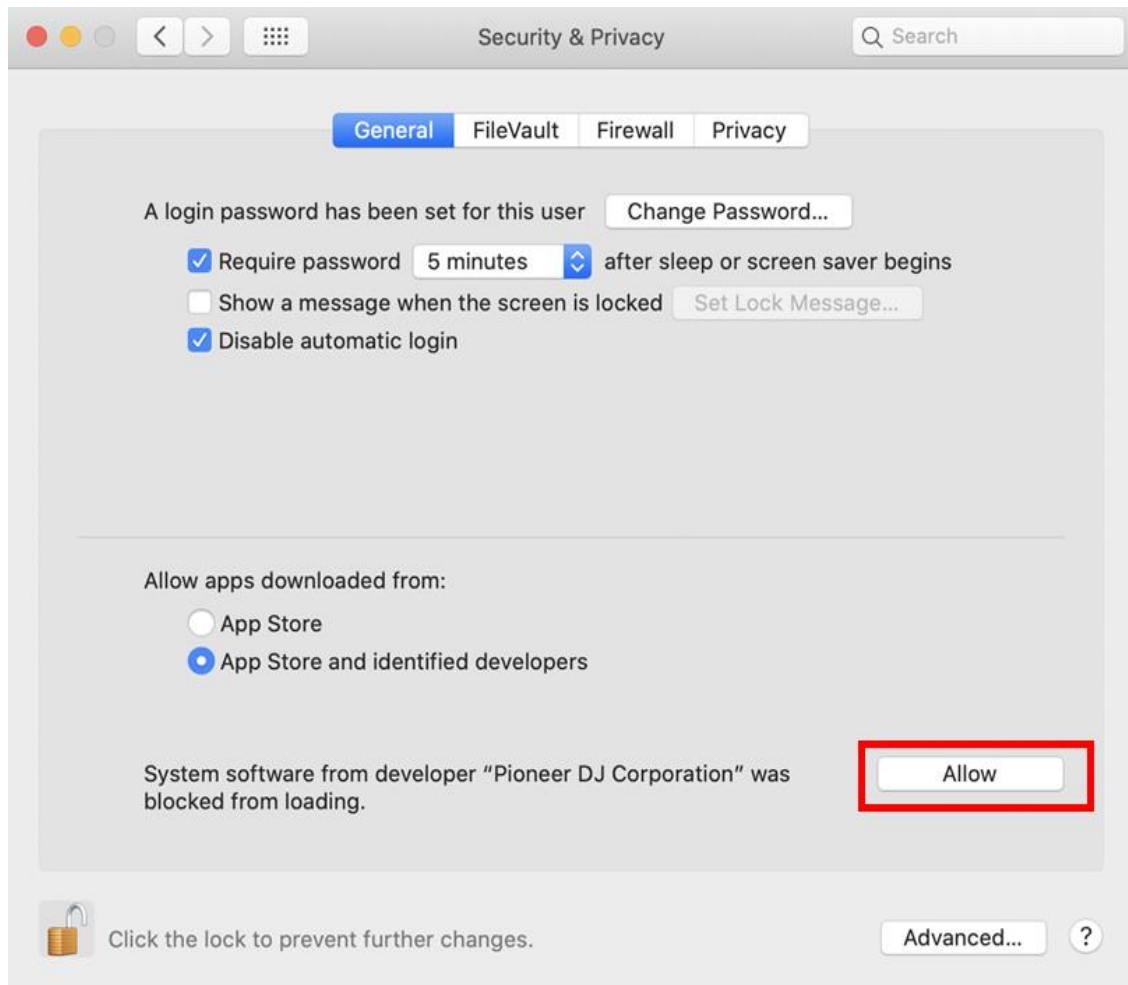 Security & Privacy
Search
General FileVault Firewall Privacy
A login password has been set for this user Change Password...
Require password 5 minutes after sleep or screen saver begins
Show a message when the screen is locked Set Lock Message...
Disable automatic login
Allow apps downloaded from:
App Store
App Store and identified developers
System software from developer “Pioneer DJ Corporation” was
blocked from loading.
Allow
Click the lock to prevent further changes.
Advanced... ?